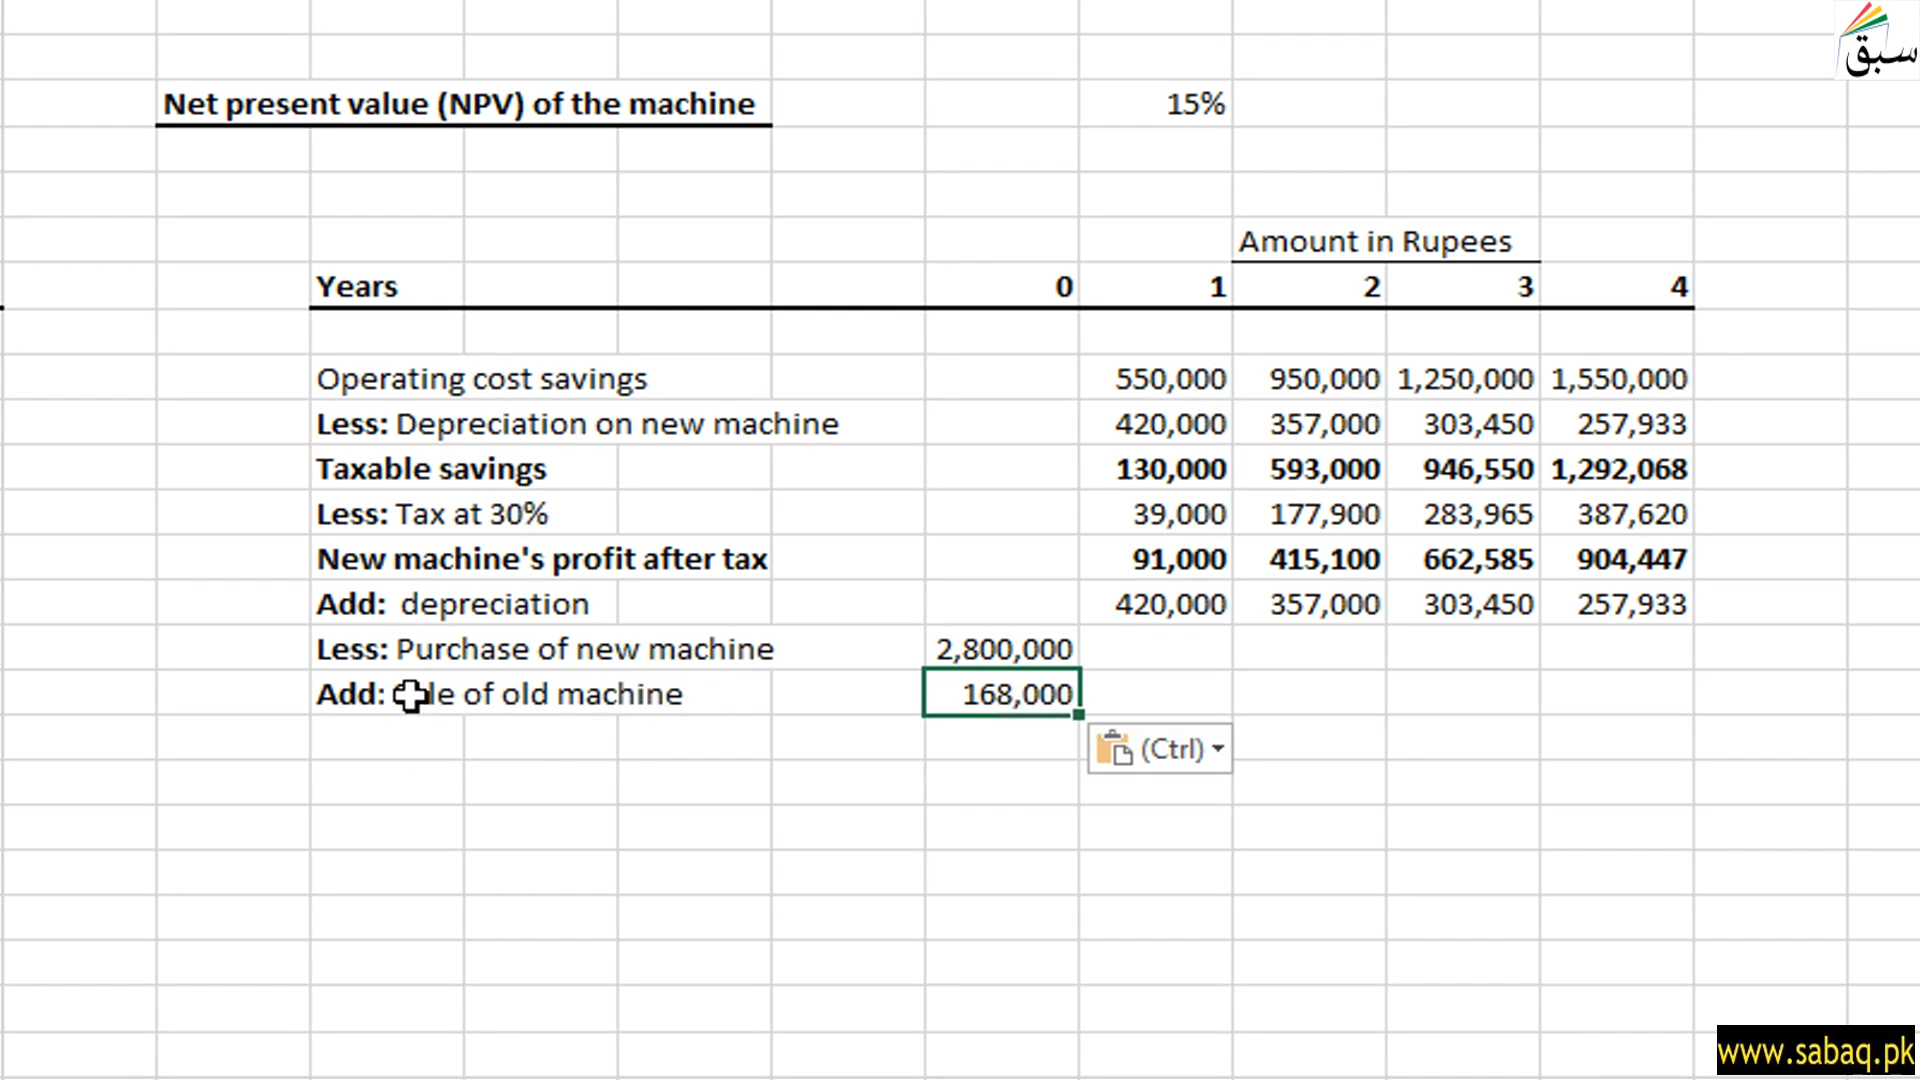 سبق
Net present value (NPV) of the machine 15%
Amount in Rupees
Years 0 1 2 3 4
Operating cost savings 550,000 950,000 1,250,000 1,550,000
Less: Depreciation on new machine 420,000 357,000 303,450 257,933
Taxable savings 130,000 593,000 946,550 1,292,068
Less: Tax at 30% 39,000 177,900 283,965 387,620
New machine's profit after tax 91,000 415,100 662,585 904,447
Add: depreciation 420,000 357,000 303,450 257,933
Less: Purchase of new machine 2,800,000
Add: of old machine 168,000
(Ctrl)
www.sabaq.pk